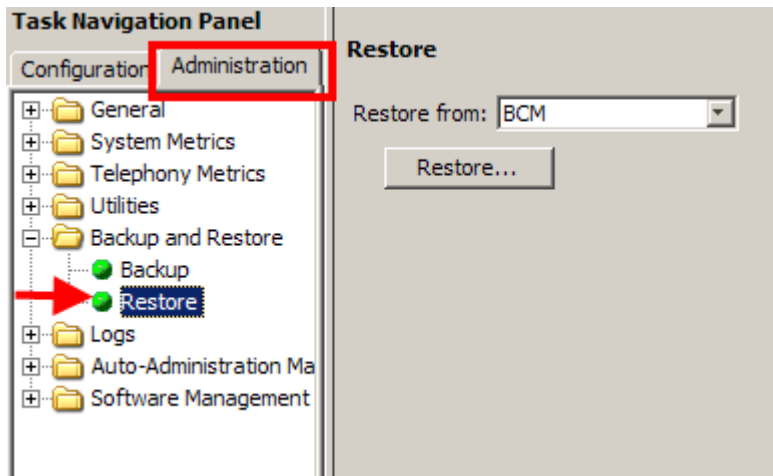 Task Navigation Panel
Configuration
Administration
General
System Metrics
Telephony Metrics
Utilities
Backup and Restore
Backup
Restore
Logs
Auto-Administration Ma
Software Management
Restore
Restore from: BCM
Restore...